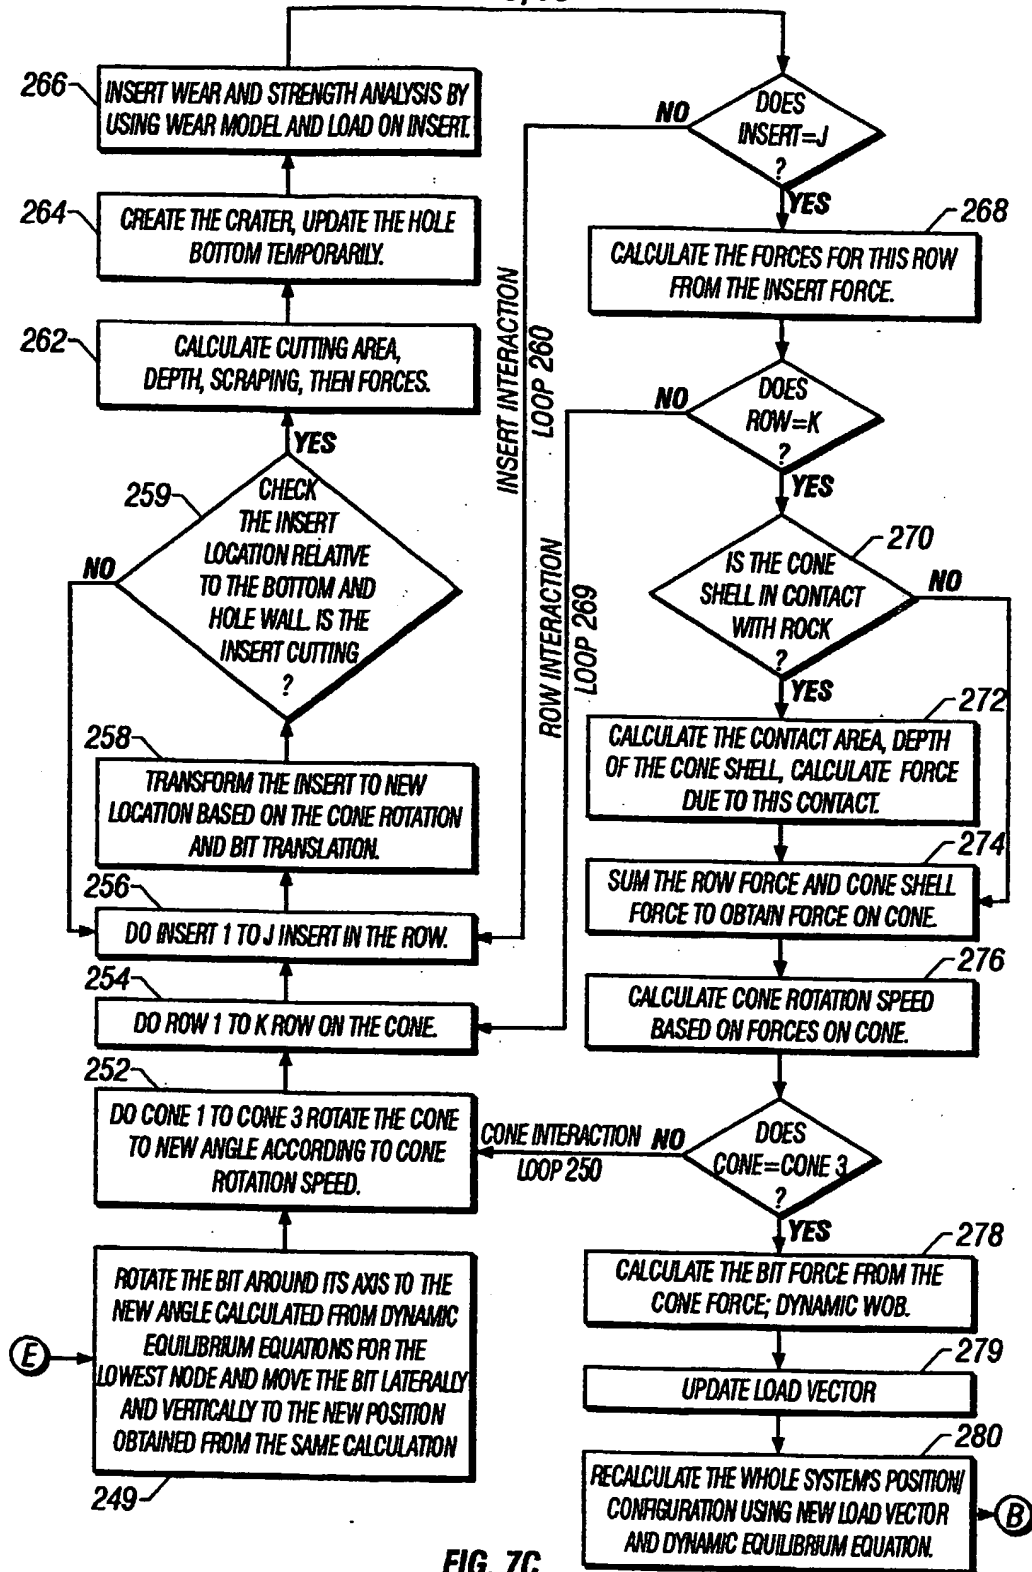 266
INSERT WEAR AND STRENGTH ANALYSIS BY
USING WEAR MODEL AND LOAD ON INSERT.
264
CREATE THE CRATER, UPDATE THE HOLE
BOTTOM TEMPORARILY.
262
CALCULATE CUTTING AREA,
DEPTH, SCRAPING, THEN FORCES.
YES
259
CHECK
THE INSERT
LOCATION RELATIVE
TO THE BOTTOM AND
HOLE WALL. IS THE
INSERT CUTTING
?
NO
258
TRANSFORM THE INSERT TO NEW
LOCATION BASED ON THE CONE ROTATION
AND BIT TRANSLATION.
256
DO INSERT 1 TO J INSERT IN THE ROW.
254
DO ROW 1 TO K ROW ON THE CONE.
252
DO CONE 1 TO CONE 3 ROTATE THE CONE
TO NEW ANGLE ACCORDING TO CONE
ROTATION SPEED.
E
ROTATE THE BIT AROUND ITS AXIS TO THE
NEW ANGLE CALCULATED FROM DYNAMIC
EQUILIBRIUM EQUATIONS FOR THE
LOWEST NODE AND MOVE THE BIT LATERALLY
AND VERTICALLY TO THE NEW POSITION
OBTAINED FROM THE SAME CALCULATION
249
INSERT INTERACTION
LOOP 260
ROW INTERACTION
LOOP 269
DOES
INSERT=J
?
NO
YES
268
CALCULATE THE FORCES FOR THIS ROW
FROM THE INSERT FORCE.
DOES
ROW=K
?
NO
YES
270
IS THE CONE
SHELL IN CONTACT
WITH ROCK
?
NO
YES
272
CALCULATE THE CONTACT AREA, DEPTH
OF THE CONE SHELL, CALCULATE FORCE
DUE TO THIS CONTACT.
274
SUM THE ROW FORCE AND CONE SHELL
FORCE TO OBTAIN FORCE ON CONE.
276
CALCULATE CONE ROTATION SPEED
BASED ON FORCES ON CONE.
CONE INTERACTION
LOOP 250
NO
DOES
CONE=CONE 3
?
YES
278
CALCULATE THE BIT FORCE FROM THE
CONE FORCE; DYNAMIC WOB.
279
UPDATE LOAD VECTOR
280
RECALCULATE THE WHOLE SYSTEM'S POSITION/
CONFIGURATION USING NEW LOAD VECTOR
AND DYNAMIC EQUILIBRIUM EQUATION.
B
FIG. 7C